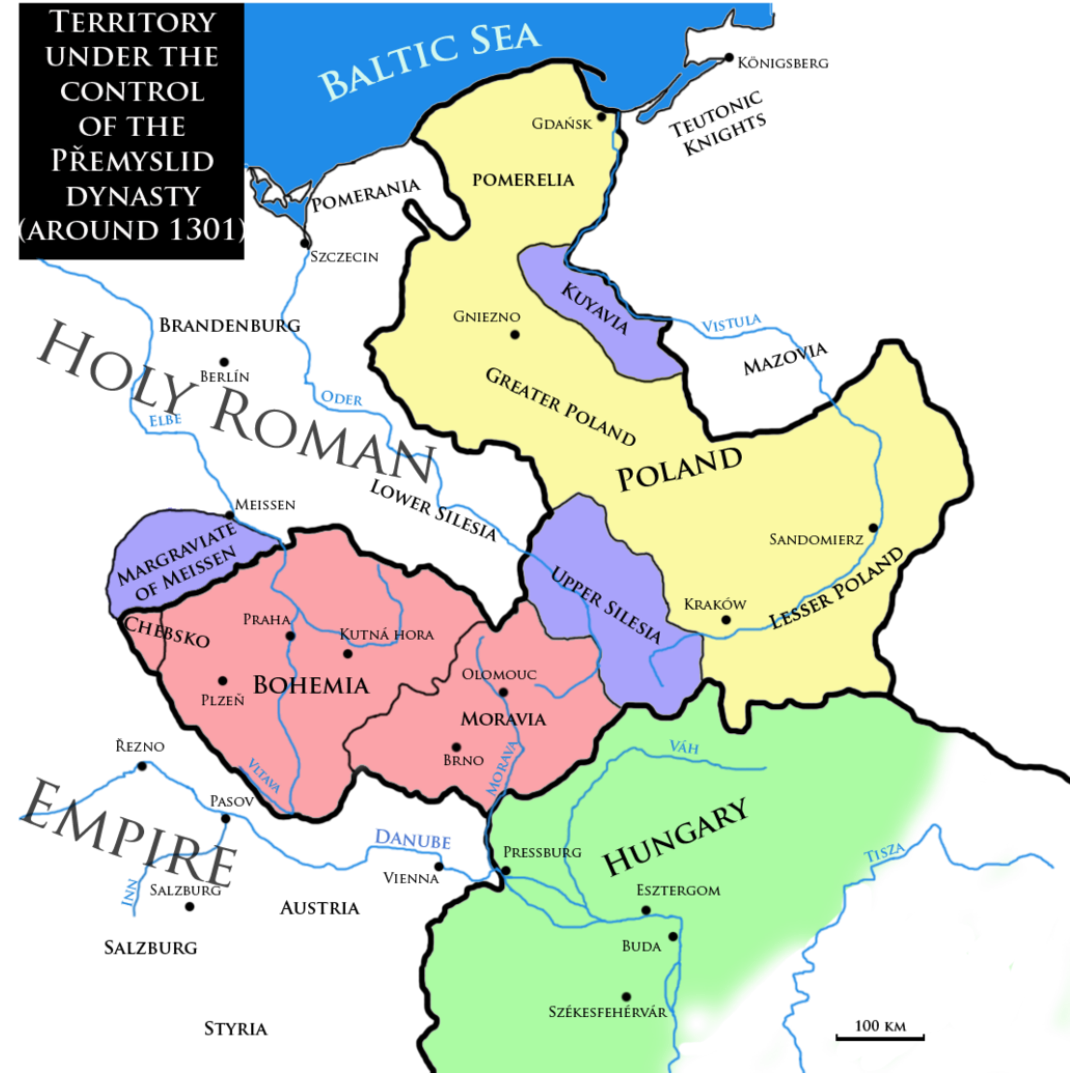 Territory
under the
control
of the
Přemyslid
dynasty
(around 1301)
Baltic Sea
Königsberg
Teutonic
Knights
Gdańsk
Pomerelia
Pomerania
Szczecin
Kuyavia
Gniezno
Vistula
Mazovia
Brandenburg
Berlín
Holy Roman
Oder
Elbe
Greater Poland
Poland
Lower Silesia
Meissen
Margraviate
of Meissen
Sandomierz
Upper Silesia
Kraków
Lesser Poland
Chebsko
Praha
Kutná hora
Plzeň
Bohemia
Olomouc
Moravia
Brno
Morava
Vltava
Řezno
Váh
Empire
Pasov
Danube
Hungary
Pressburg
Vienna
Tisza
Inn
Salzburg
Esztergom
Austria
Buda
Salzburg
Székesfehérvár
Styria
100 km